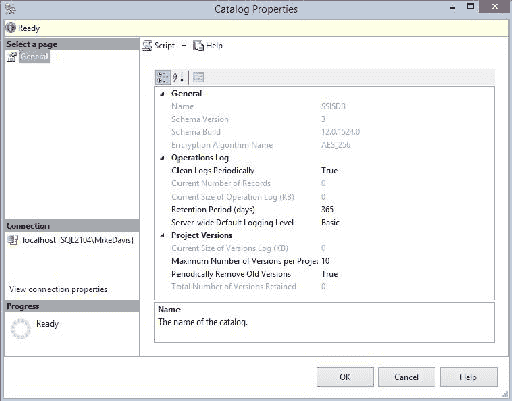 Catalog Properties
Ready
Select a page
General
Script
Help
General
Name SSISDB
Schema Version 3
Schema Build 12.0.1524.0
Encryption Algorithm Name AES_256
Operations Log
Clean Logs Periodically True
Current Number of Records 0
Current Size of Operation Log (KB) 0
Retention Period (days) 365
Server-wide Default Logging Level Basic
Project Versions
Current Size of Versions Log (KB) 0
Maximum Number of Versions per Projec 10
Periodically Remove Old Versions True
Total Number of Versions Retained 0
Connection
localhost
View connection properties
Progress
Ready
Name
The name of the catalog.
OK
Cancel
Help